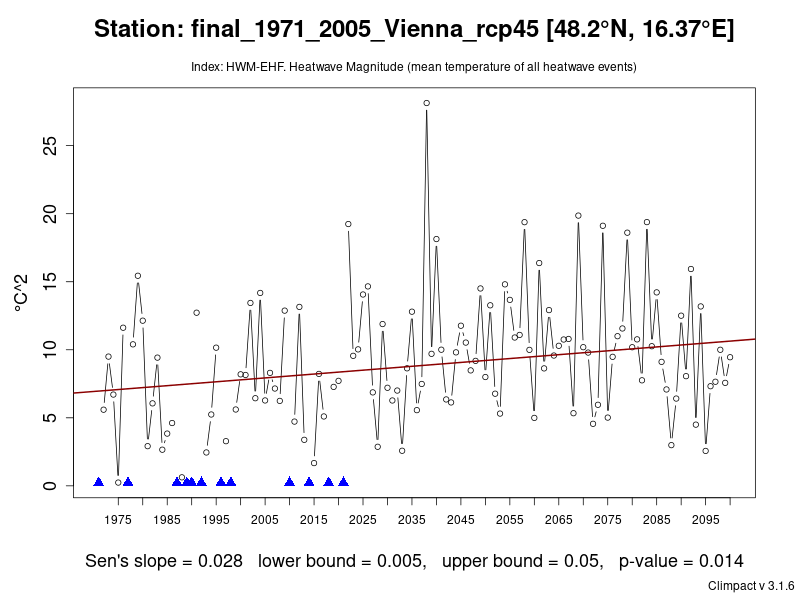 Station: final_1971_2005_Vienna_rcp45 [48.2°N, 16.37°E]
Index: HWM-EHF. Heatwave Magnitude (mean temperature of all heatwave events)
25
20
15
10
5
0
°C^2
1975 1985 1995 2005 2015 2025 2035 2045 2055 2065 2075 2085 2095
Sen's slope = 0.028 lower bound = 0.005, upper bound = 0.05, p-value = 0.014
Climpact v 3.1.6